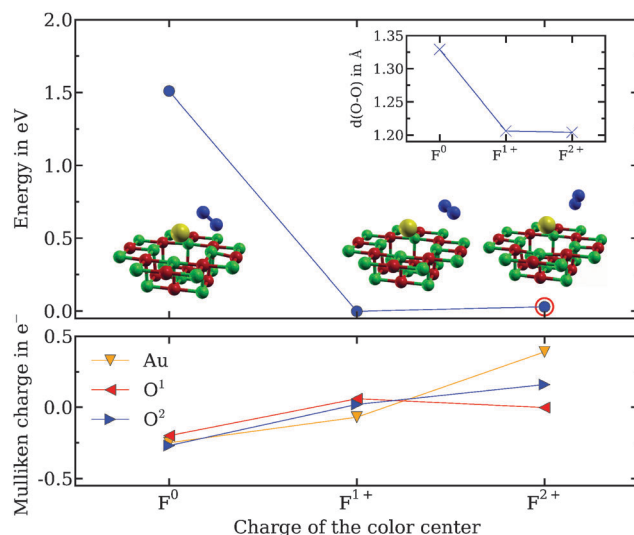 2.0
1.5
1.0
0.5
0.0
Energy in eV
1.35
1.30
1.25
1.20
d(O-O) in Å
F⁰ F¹⁺ F²⁺
0.5
0.0
-0.5
Mulliken charge in e⁻
Au
O¹
O²
F⁰ F¹⁺ F²⁺
Charge of the color center